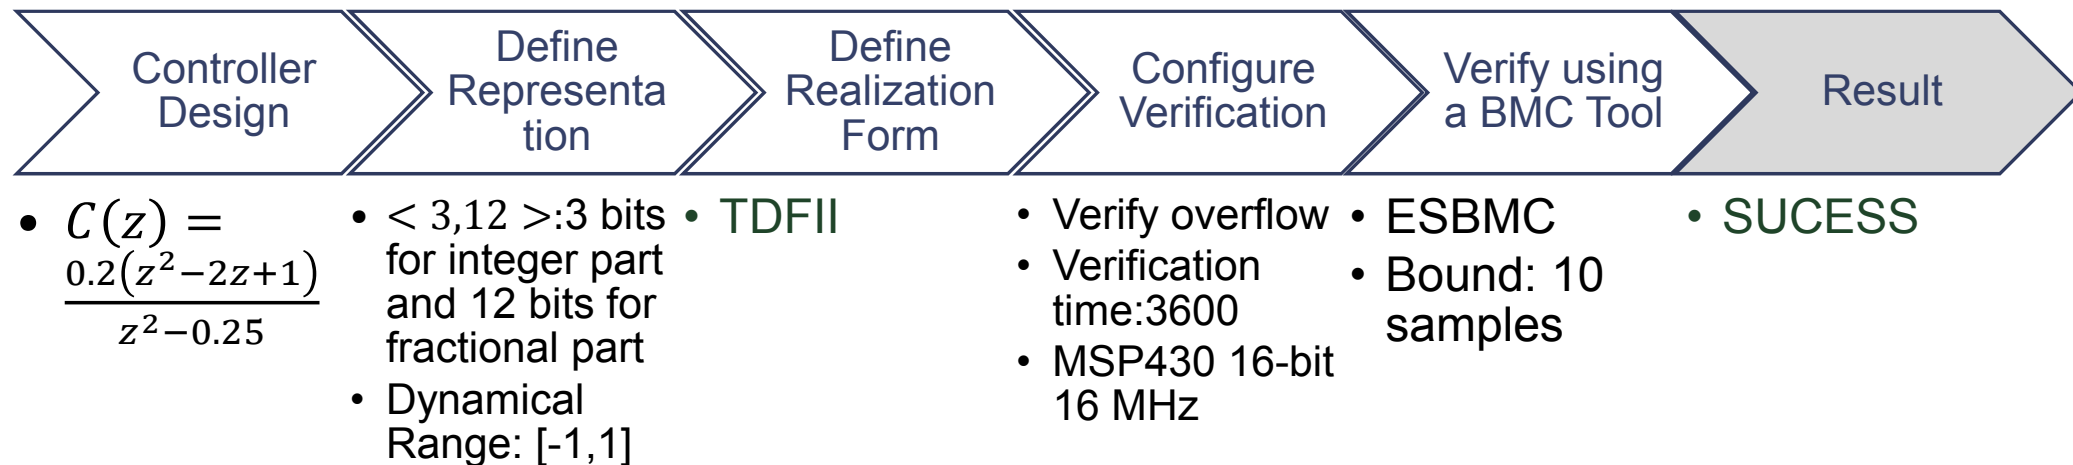 Controller
Design
Define
Representa
tion
Define
Realization
Form
Configure
Verification
Verify using
a BMC Tool
Result
• C(z) =
0.2(z²−2z+1)
z²−0.25
• < 3,12 >:3 bits
for integer part
and 12 bits for
fractional part
• Dynamical
Range: [-1,1]
• TDFII
• Verify overflow
• Verification
time:3600
• MSP430 16-bit
16 MHz
• ESBMC
• Bound: 10
samples
• SUCESS